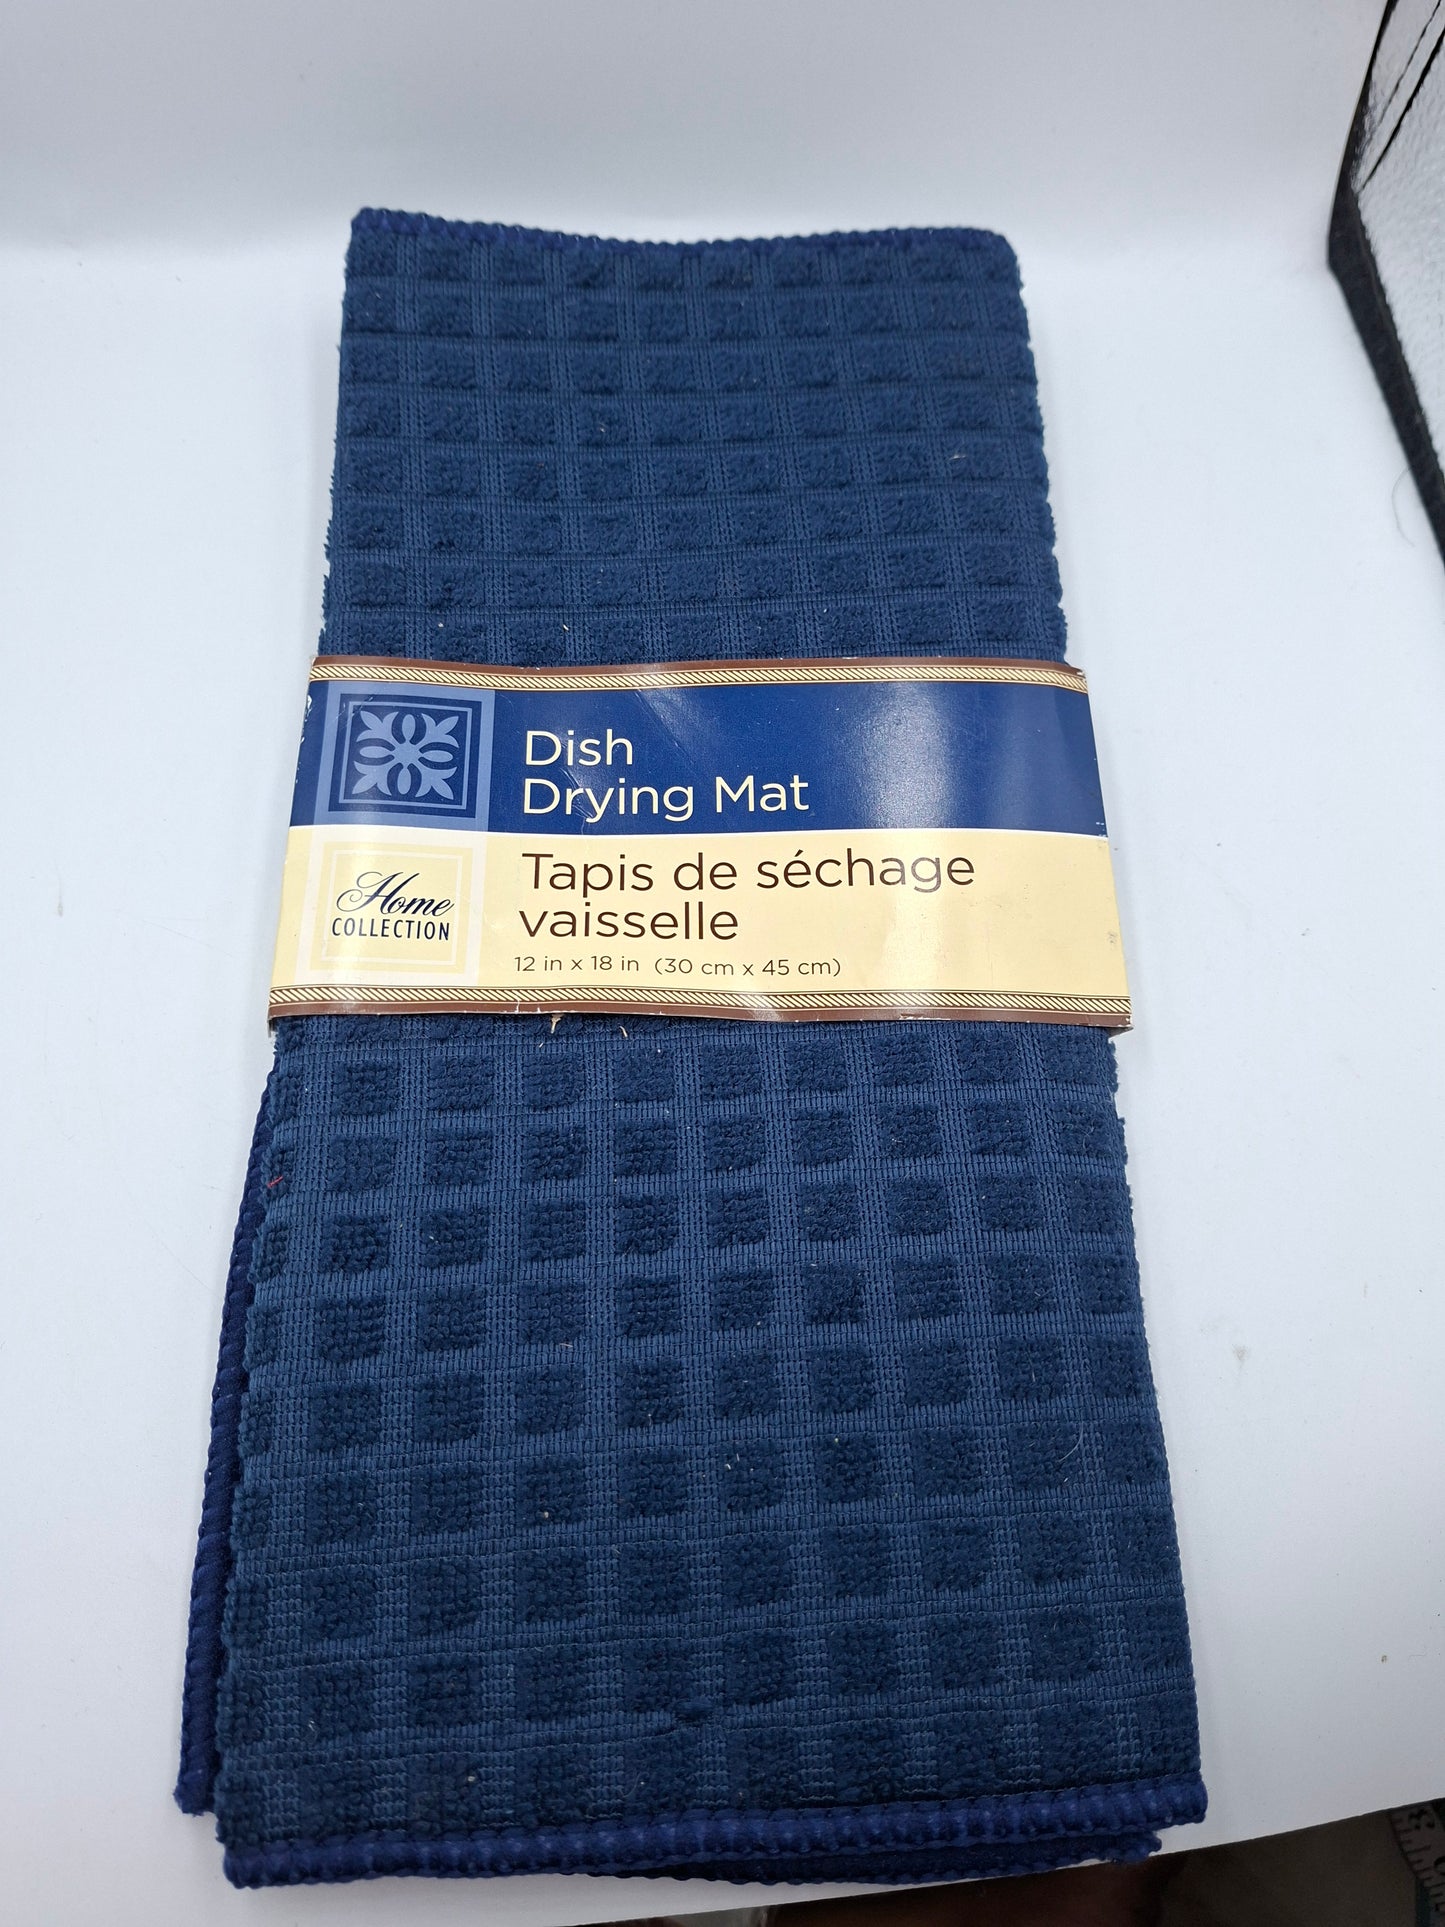 Dish
Drying Mat
Tapis de séchage
vaisselle
12 in x 18 in (30 cm x 45 cm)
Home
COLLECTION